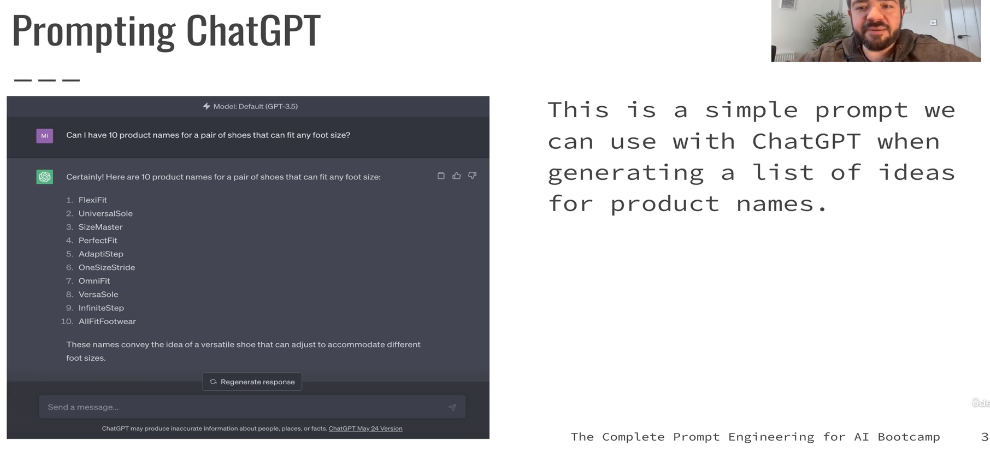 Prompting ChatGPT
Model: Default (GPT-3.5)
MI
Can I have 10 product names for a pair of shoes that can fit any foot size?
Certainly! Here are 10 product names for a pair of shoes that can fit any foot size:
1. FlexiFit
2. UniversalSole
3. SizeMaster
4. PerfectFit
5. AdaptiStep
6. OneSizeStride
7. OmniFit
8. VersaSole
9. InfiniteStep
10. AllFitFootwear
These names convey the idea of a versatile shoe that can adjust to accommodate different
foot sizes.
Regenerate response
Send a message...
ChatGPT may produce inaccurate information about people, places, or facts. ChatGPT May 24 Version
This is a simple prompt we
can use with ChatGPT when
generating a list of ideas
for product names.
The Complete Prompt Engineering for AI Bootcamp 3